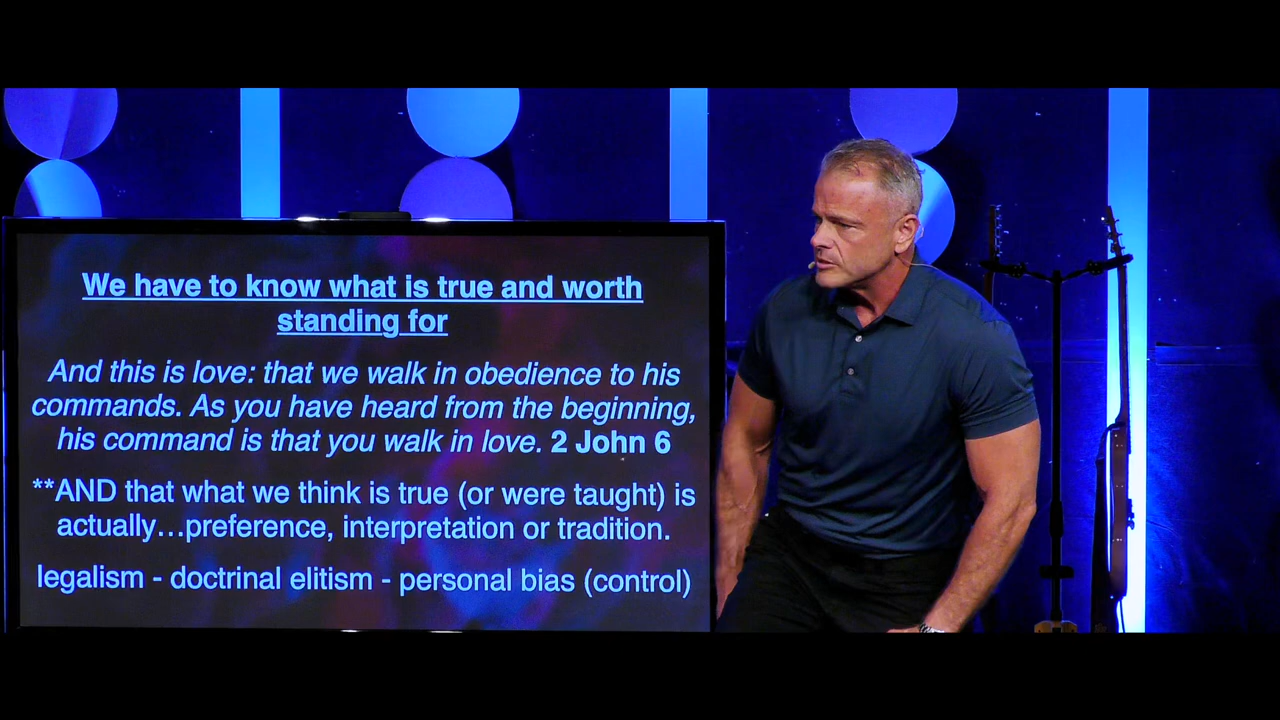 We have to know what is true and worth
standing for
And this is love: that we walk in obedience to his
commands. As you have heard from the beginning,
his command is that you walk in love. 2 John 6
**AND that what we think is true (or were taught) is
actually...preference, interpretation or tradition.
legalism - doctrinal elitism - personal bias (control)